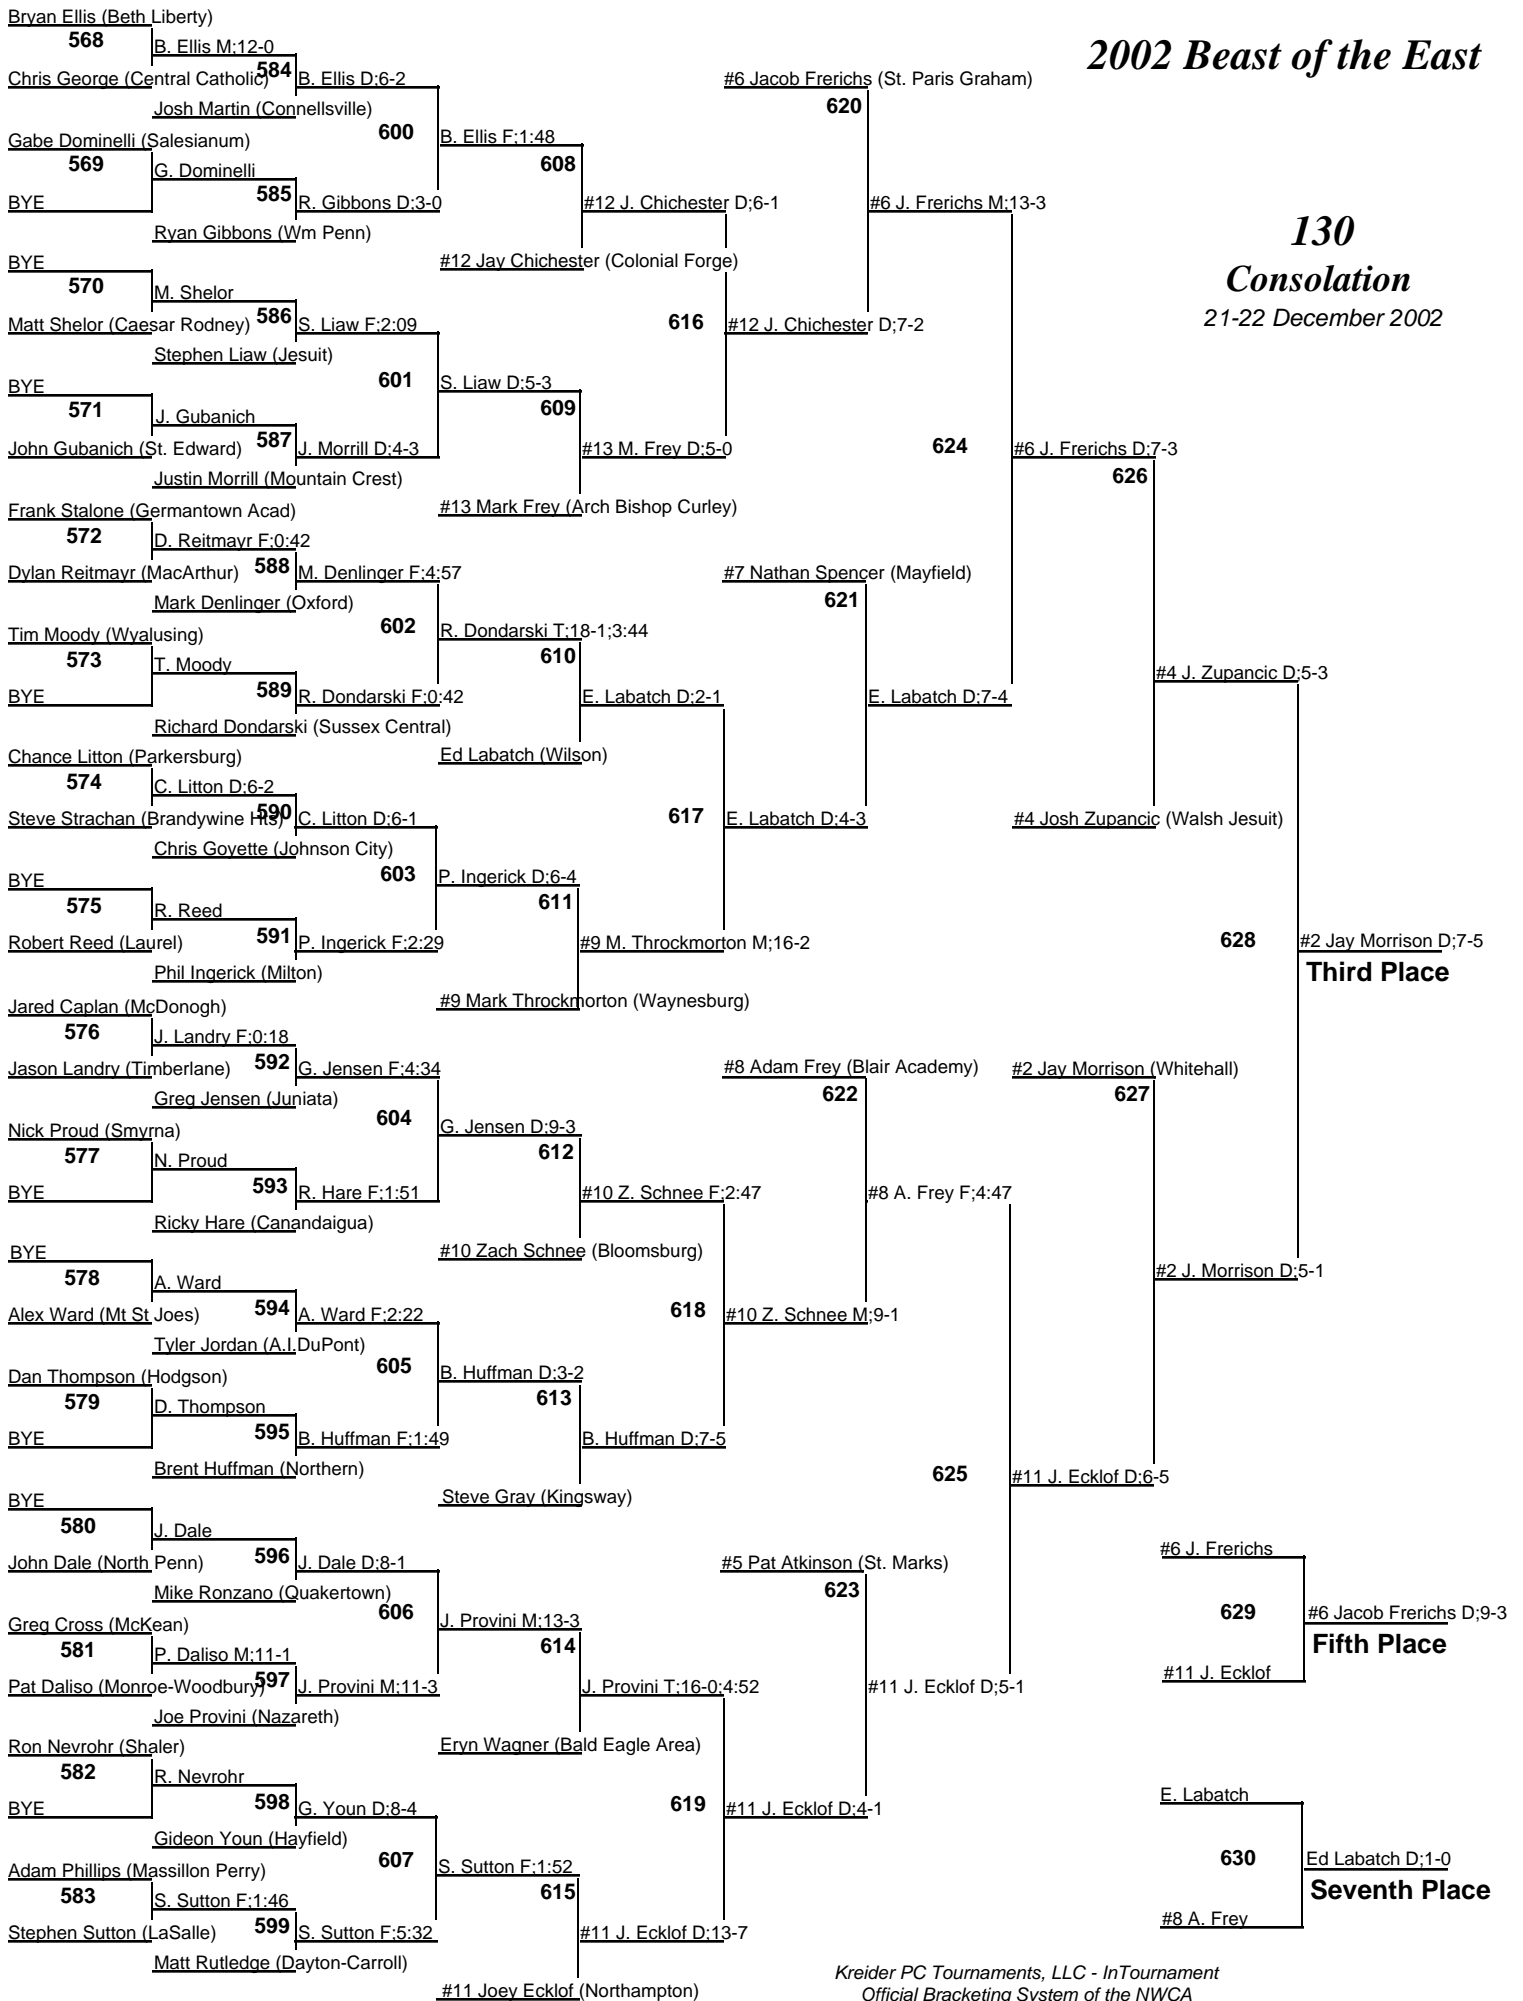 2002 Beast of the East
130
Consolation
21-22 December 2002
Bryan Ellis (Beth Liberty)
568
B. Ellis M;12-0
Chris George (Central Catholic)
584
B. Ellis D;6-2
Josh Martin (Connellsville)
600
Gabe Dominelli (Salesianum)
B. Ellis F;1:48
569
608
G. Dominelli
585
BYE
R. Gibbons D;3-0
#12 J. Chichester D;6-1
Ryan Gibbons (Wm Penn)
#12 Jay Chichester (Colonial Forge)
BYE
570
M. Shelor
Matt Shelor (Caesar Rodney)
586
S. Liaw F;2:09
616
#12 J. Chichester D;7-2
Stephen Liaw (Jesuit)
601
BYE
S. Liaw D;5-3
571
609
J. Gubanich
John Gubanich (St. Edward)
587
J. Morrill D;4-3
#13 M. Frey D;5-0
Justin Morrill (Mountain Crest)
#13 Mark Frey (Arch Bishop Curley)
Frank Stalone (Germantown Acad)
572
D. Reitmayr F;0:42
Dylan Reitmayr (MacArthur)
588
M. Denlinger F;4:57
Mark Denlinger (Oxford)
602
Tim Moody (Wyalusing)
R. Dondarski T;18-1;3:44
573
610
T. Moody
589
BYE
R. Dondarski F;0:42
E. Labatch D;2-1
Richard Dondarski (Sussex Central)
Ed Labatch (Wilson)
Chance Litton (Parkersburg)
574
C. Litton D;6-2
Steve Strachan (Brandywine Hts)
590
C. Litton D;6-1
617
E. Labatch D;4-3
Chris Goyette (Johnson City)
603
BYE
P. Ingerick D;6-4
575
611
R. Reed
Robert Reed (Laurel)
591
P. Ingerick F;2:29
#9 M. Throckmorton M;16-2
Phil Ingerick (Milton)
#9 Mark Throckmorton (Waynesburg)
Jared Caplan (McDonogh)
576
J. Landry F;0:18
Jason Landry (Timberlane)
592
G. Jensen F;4:34
Greg Jensen (Juniata)
604
Nick Proud (Smyrna)
G. Jensen D;9-3
577
612
N. Proud
593
BYE
R. Hare F;1:51
#10 Z. Schnee F;2:47
Ricky Hare (Canandaigua)
#10 Zach Schnee (Bloomsburg)
BYE
578
A. Ward
Alex Ward (Mt St Joes)
594
A. Ward F;2:22
618
#10 Z. Schnee M;9-1
Tyler Jordan (A.I.DuPont)
605
Dan Thompson (Hodgson)
B. Huffman D;3-2
579
613
D. Thompson
595
BYE
B. Huffman F;1:49
B. Huffman D;7-5
Brent Huffman (Northern)
Steve Gray (Kingsway)
BYE
580
J. Dale
John Dale (North Penn)
596
J. Dale D;8-1
Mike Ronzano (Quakertown)
606
Greg Cross (McKean)
J. Provini M;13-3
581
614
P. Daliso M;11-1
Pat Daliso (Monroe-Woodbury)
597
J. Provini M;11-3
J. Provini T;16-0;4:52
Joe Provini (Nazareth)
Eryn Wagner (Bald Eagle Area)
Ron Nevrohr (Shaler)
582
R. Nevrohr
598
BYE
G. Youn D;8-4
619
#11 J. Ecklof D;4-1
Gideon Youn (Hayfield)
607
Adam Phillips (Massillon Perry)
S. Sutton F;1:52
583
615
S. Sutton F;1:46
Stephen Sutton (LaSalle)
599
S. Sutton F;5:32
#11 J. Ecklof D;13-7
Matt Rutledge (Dayton-Carroll)
#11 Joey Ecklof (Northampton)
#6 Jacob Frerichs (St. Paris Graham)
620
#6 J. Frerichs M;13-3
624
#6 J. Frerichs D;7-3
626
#7 Nathan Spencer (Mayfield)
621
E. Labatch D;7-4
#4 J. Zupancic D;5-3
#4 Josh Zupancic (Walsh Jesuit)
628
#2 Jay Morrison D;7-5
Third Place
#8 Adam Frey (Blair Academy)
622
#2 Jay Morrison (Whitehall)
627
#8 A. Frey F;4:47
#2 J. Morrison D;5-1
625
#11 J. Ecklof D;6-5
#5 Pat Atkinson (St. Marks)
623
#11 J. Ecklof D;5-1
#6 J. Frerichs
629
#6 Jacob Frerichs D;9-3
Fifth Place
#11 J. Ecklof
E. Labatch
630
Ed Labatch D;1-0
Seventh Place
#8 A. Frey
Kreider PC Tournaments, LLC - InTournament
Official Bracketing System of the NWCA